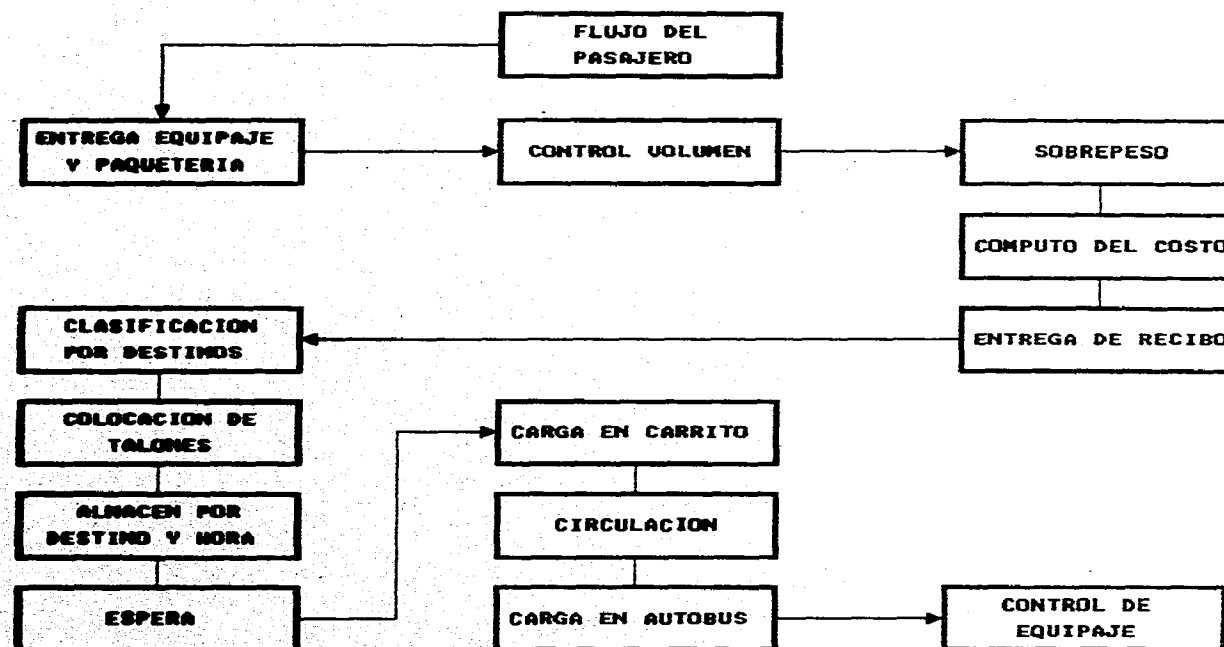 FLUJO DEL
PASAJERO
ENTREGA EQUIPAJE
Y PAQUETERIA
CONTROL VOLUMEN
SOBREPESO
COMPUTO DEL COSTO
CLASIFICACION
POR DESTINOS
ENTREGA DE RECIBO
COLOCACION DE
TALONES
CARGA EN CARRITO
ALMACEN POR
DESTINO Y HORA
CIRCULACION
ESPERA
CARGA EN AUTOBUS
CONTROL DE
EQUIPAJE